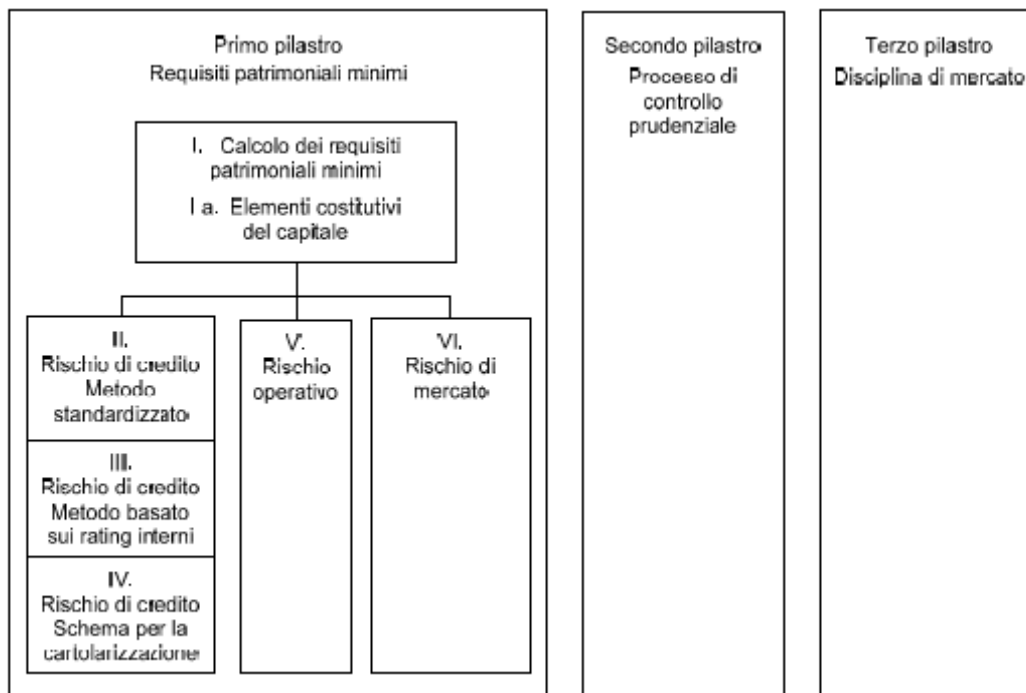 Primo pilastro
Requisiti patrimoniali minimi
I. Calcolo dei requisiti
patrimoniali minimi
I a. Elementi costitutivi
del capitale
II.
Rischio di credito
Metodo
standardizzato
III.
Rischio di credito
Metodo basato
sui rating interni
IV.
Rischio di credito
Schema per la
cartolarizzazione
V.
Rischio
operativo
VI.
Rischio di
mercato
Secondo pilastro
Processo di
controllo
prudenziale
Terzo pilastro
Disciplina di mercato